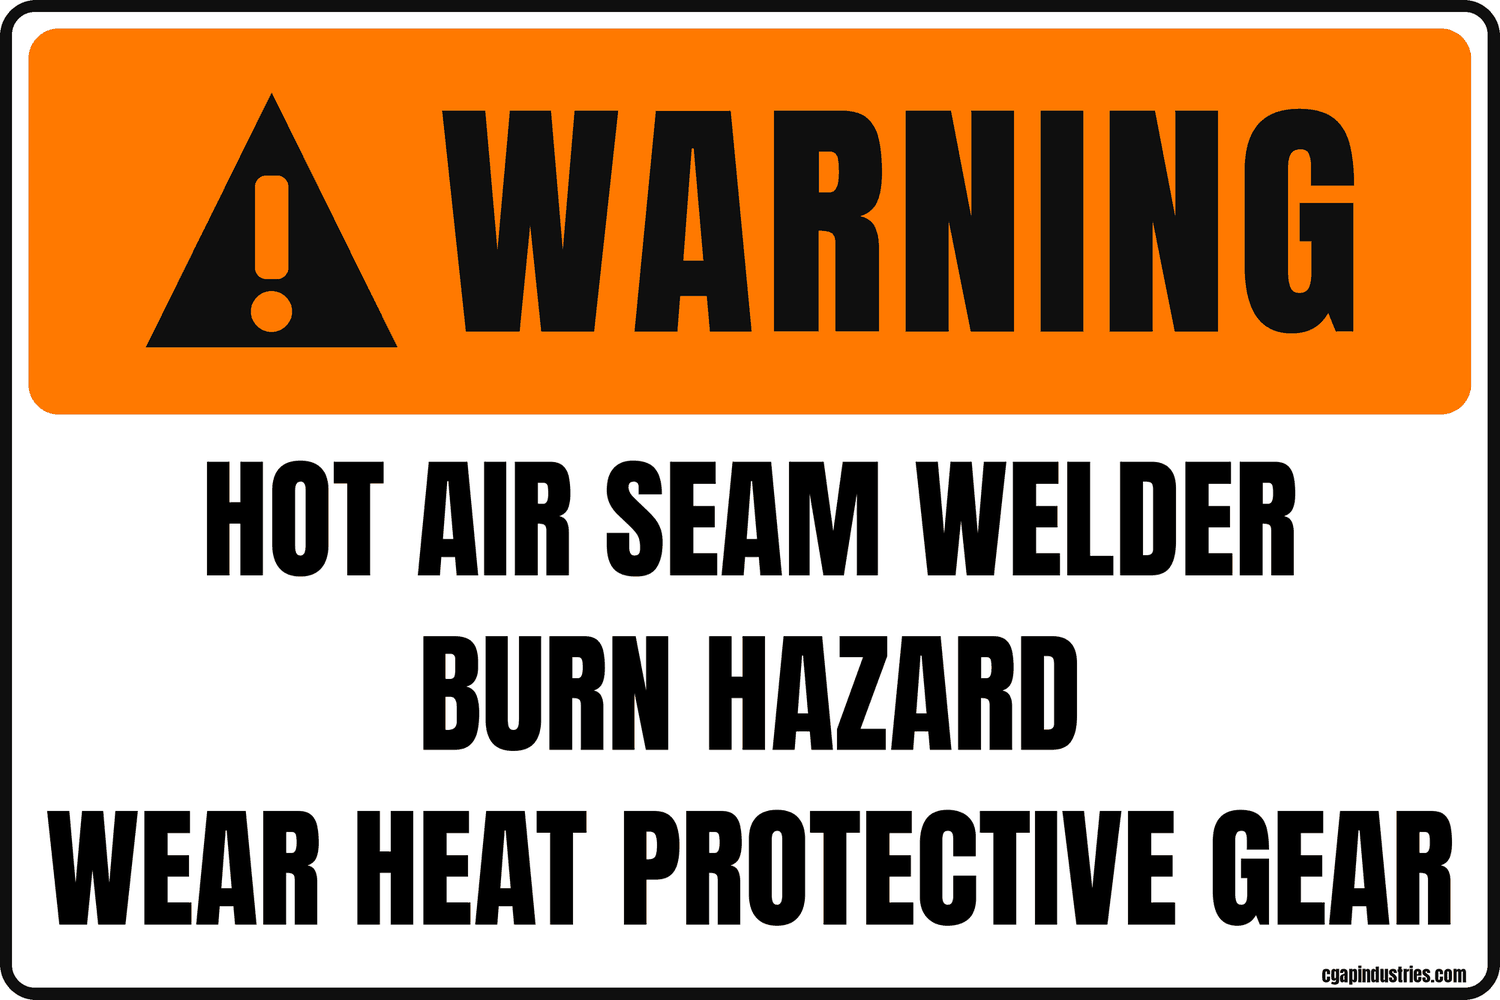 WARNING
HOT AIR SEAM WELDER
BURN HAZARD
WEAR HEAT PROTECTIVE GEAR
cgapindustries.com